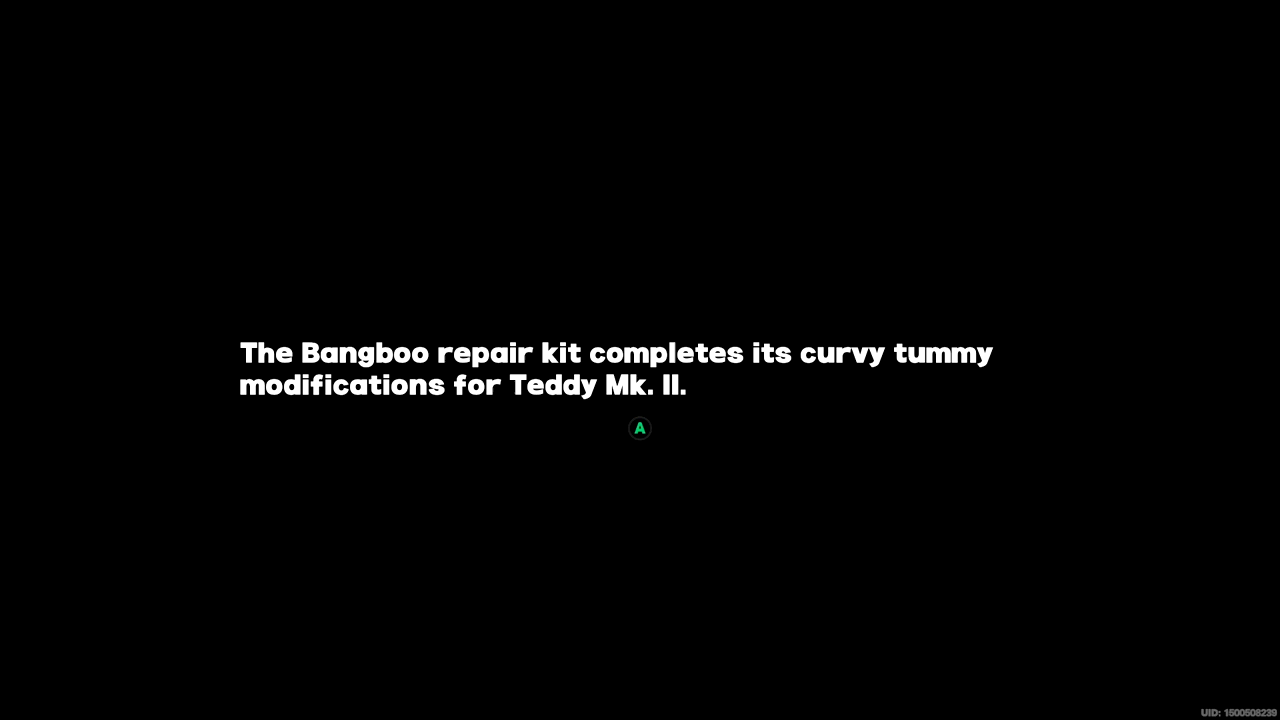 The Bangboo repair kit completes its curvy tummy
modifications for Teddy Mk. II.
A
UID: 1500508239